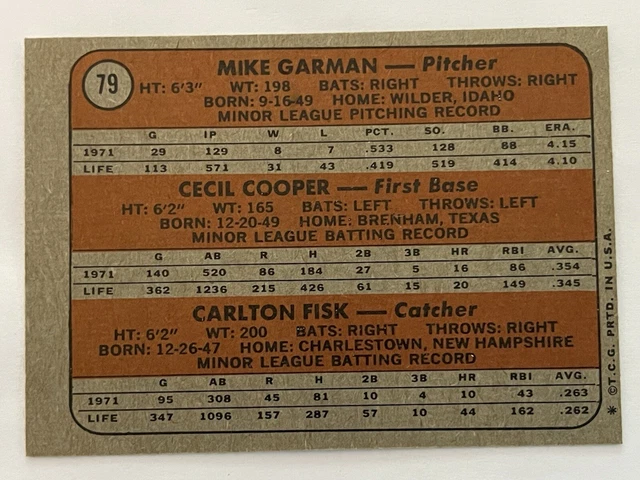 79
MIKE GARMAN — Pitcher
HT: 6'3" WT: 198 BATS: RIGHT THROWS: RIGHT
BORN: 9-16-49 HOME: WILDER, IDAHO
MINOR LEAGUE PITCHING RECORD
G IP W L PCT. SO. BB. ERA.
1971 29 129 8 7 .533 128 88 4.15
LIFE 113 571 31 43 .419 519 414 4.10
CECIL COOPER — First Base
HT: 6'2" WT: 165 BATS: LEFT THROWS: LEFT
BORN: 12-20-49 HOME: BRENHAM, TEXAS
MINOR LEAGUE BATTING RECORD
G AB R H 2B 3B HR RBI AVG.
1971 140 520 86 184 27 5 16 86 .354
LIFE 362 1236 215 426 61 15 20 149 .345
CARLTON FISK — Catcher
HT: 6'2" WT: 200 BATS: RIGHT THROWS: RIGHT
BORN: 12-26-47 HOME: CHARLESTOWN, NEW HAMPSHIRE
MINOR LEAGUE BATTING RECORD
G AB R H 2B 3B HR RBI AVG.
1971 95 308 45 81 10 4 10 43 .263
LIFE 347 1096 157 287 57 10 44 162 .262
* ©T.C.G. PRTD. IN U.S.A.